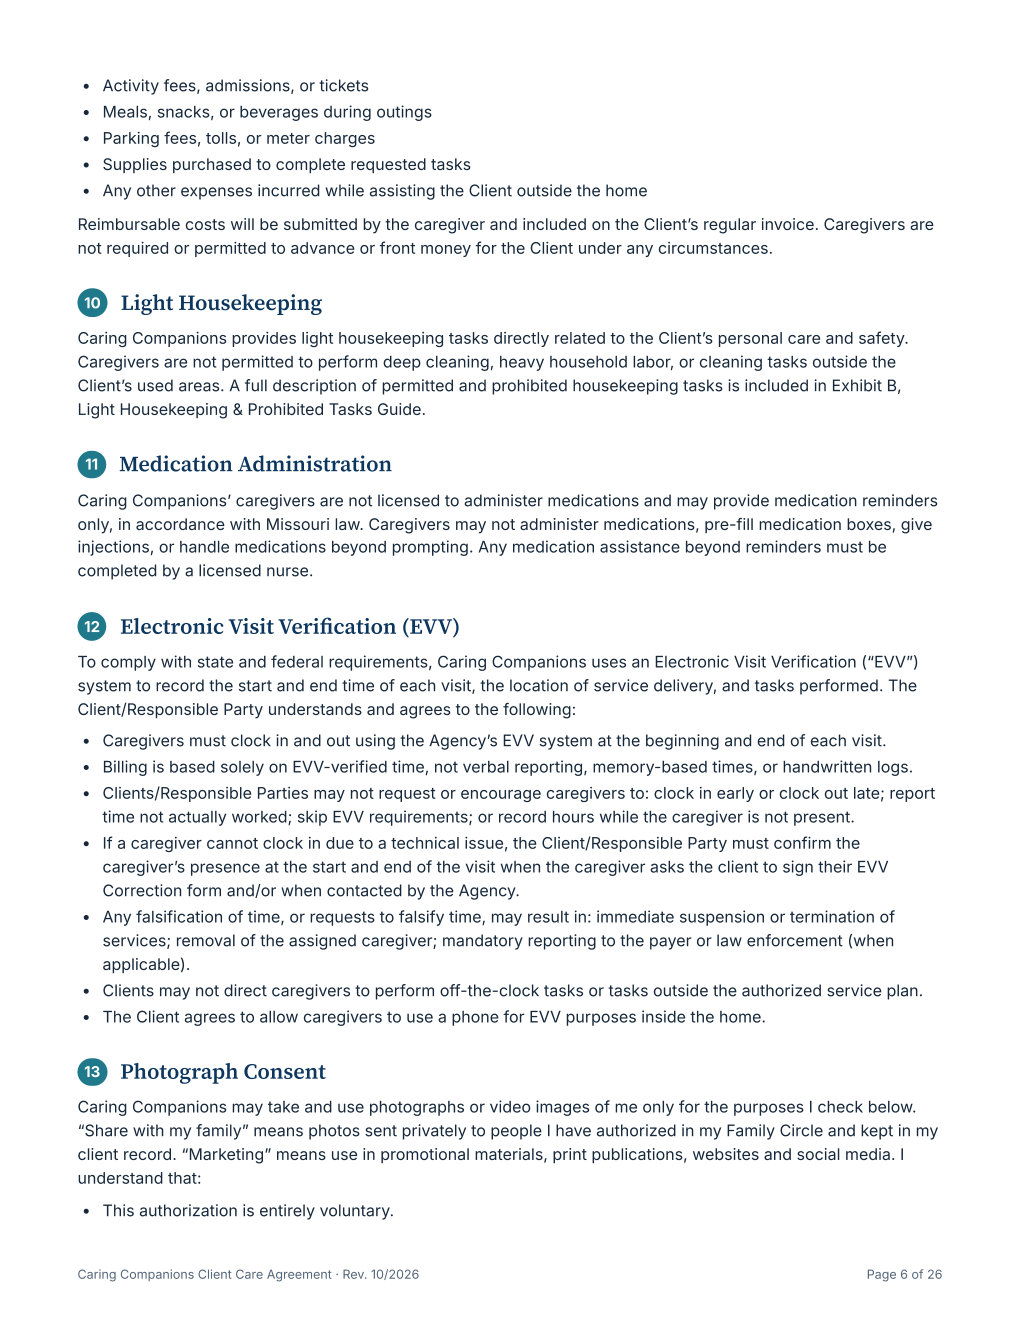 • Activity fees, admissions, or tickets
• Meals, snacks, or beverages during outings
• Parking fees, tolls, or meter charges
• Supplies purchased to complete requested tasks
• Any other expenses incurred while assisting the Client outside the home
Reimbursable costs will be submitted by the caregiver and included on the Client’s regular invoice. Caregivers are
not required or permitted to advance or front money for the Client under any circumstances.
10 Light Housekeeping
Caring Companions provides light housekeeping tasks directly related to the Client’s personal care and safety.
Caregivers are not permitted to perform deep cleaning, heavy household labor, or cleaning tasks outside the
Client’s used areas. A full description of permitted and prohibited housekeeping tasks is included in Exhibit B,
Light Housekeeping & Prohibited Tasks Guide.
11 Medication Administration
Caring Companions’ caregivers are not licensed to administer medications and may provide medication reminders
only, in accordance with Missouri law. Caregivers may not administer medications, pre-fill medication boxes, give
injections, or handle medications beyond prompting. Any medication assistance beyond reminders must be
completed by a licensed nurse.
12 Electronic Visit Verification (EVV)
To comply with state and federal requirements, Caring Companions uses an Electronic Visit Verification (“EVV”)
system to record the start and end time of each visit, the location of service delivery, and tasks performed. The
Client/Responsible Party understands and agrees to the following:
• Caregivers must clock in and out using the Agency’s EVV system at the beginning and end of each visit.
• Billing is based solely on EVV-verified time, not verbal reporting, memory-based times, or handwritten logs.
• Clients/Responsible Parties may not request or encourage caregivers to: clock in early or clock out late; report
time not actually worked; skip EVV requirements; or record hours while the caregiver is not present.
• If a caregiver cannot clock in due to a technical issue, the Client/Responsible Party must confirm the
caregiver’s presence at the start and end of the visit when the caregiver asks the client to sign their EVV
Correction form and/or when contacted by the Agency.
• Any falsification of time, or requests to falsify time, may result in: immediate suspension or termination of
services; removal of the assigned caregiver; mandatory reporting to the payer or law enforcement (when
applicable).
• Clients may not direct caregivers to perform off-the-clock tasks or tasks outside the authorized service plan.
• The Client agrees to allow caregivers to use a phone for EVV purposes inside the home.
13 Photograph Consent
Caring Companions may take and use photographs or video images of me only for the purposes I check below.
“Share with my family” means photos sent privately to people I have authorized in my Family Circle and kept in my
client record. “Marketing” means use in promotional materials, print publications, websites and social media. I
understand that:
• This authorization is entirely voluntary.
Caring Companions Client Care Agreement · Rev. 10/2026
Page 6 of 26